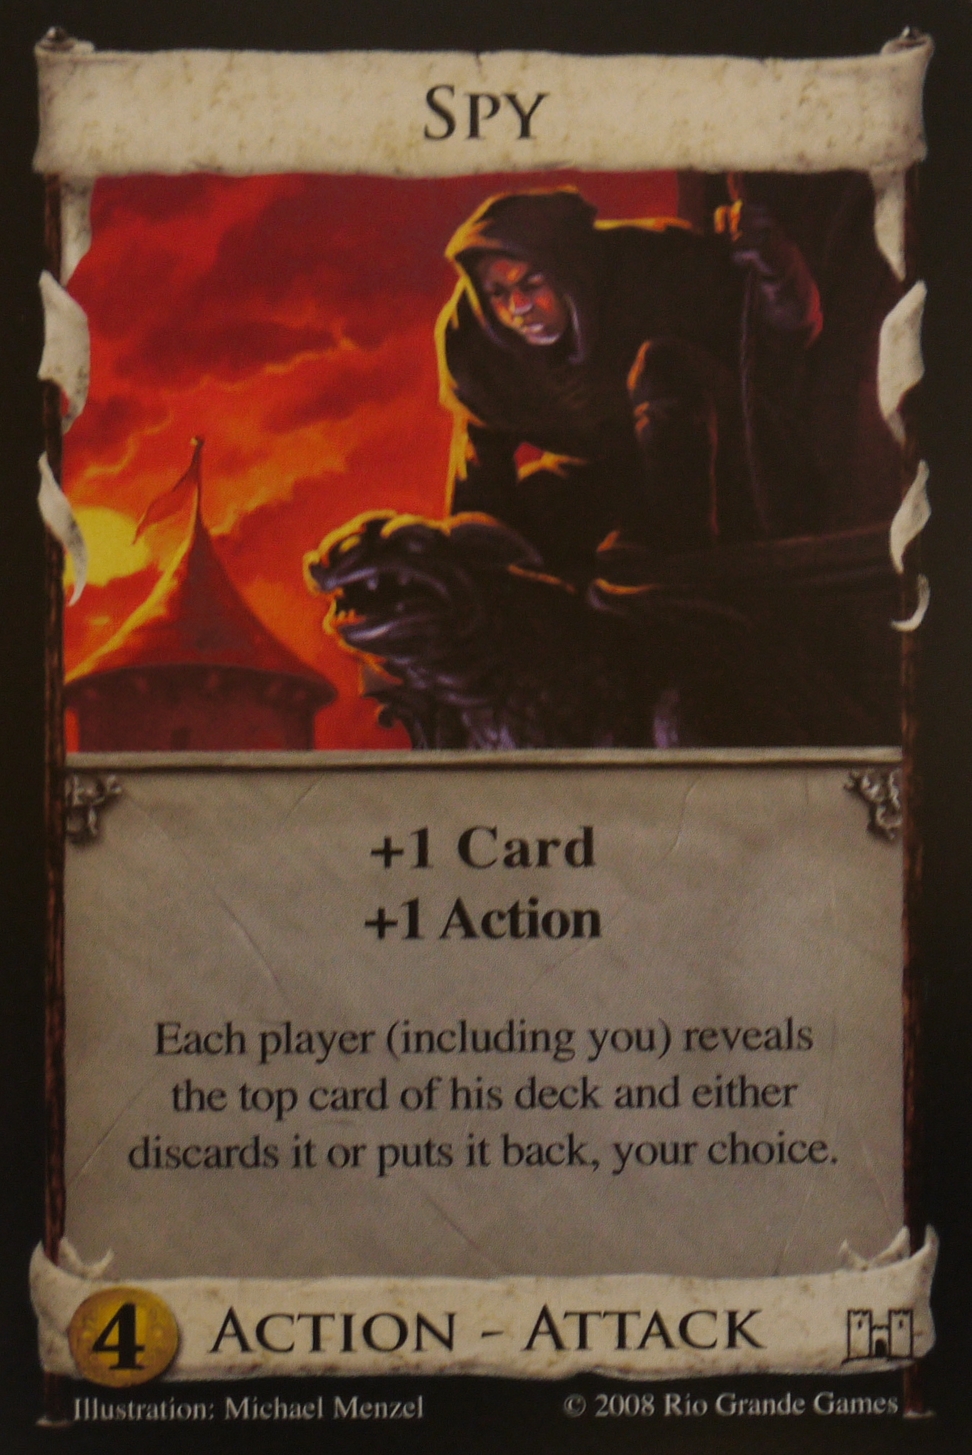 SPY
+1 Card
+1 Action
Each player (including you) reveals
the top card of his deck and either
discards it or puts it back, your choice.
4 ACTION - ATTACK
Illustration: Michael Menzel © 2008 Rio Grande Games